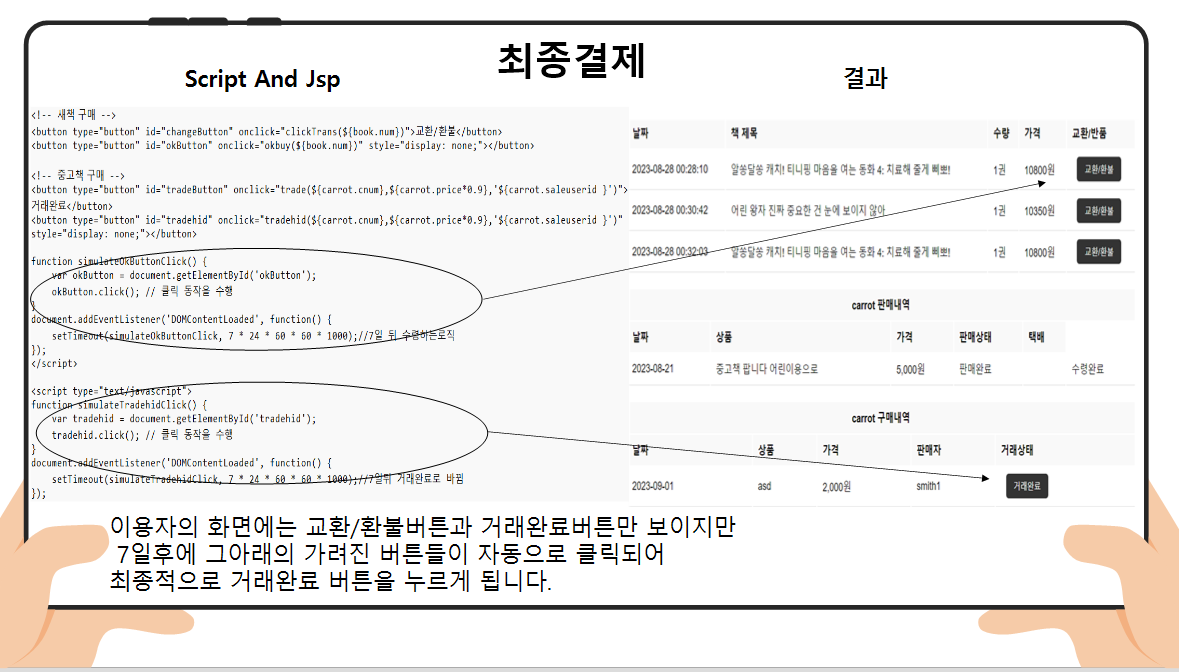 최종결제
Script And Jsp
결과
<!-- 새책 구매 -->
<button type="button" id="changeButton" onclick="clickTrans(${book.num})">교환/환불</button>
<button type="button" id="okButton" onclick="okbuy(${book.num})" style="display: none;"></button>
<!-- 중고책 구매 -->
<button type="button" id="tradeButton" onclick="trade(${carrot.cnum},${carrot.price*0.9},'${carrot.saleuserid }')">
거래완료</button>
<button type="button" id="tradehid" onclick="tradehid(${carrot.cnum},${carrot.price*0.9},'${carrot.saleuserid }')"
style="display: none;"></button>
function simulateOkButtonClick() {
var okButton = document.getElementById('okButton');
okButton.click(); // 클릭 동작을 수행
}
document.addEventListener('DOMContentLoaded', function() {
setTimeout(simulateOkButtonClick, 7 * 24 * 60 * 60 * 1000);//7일 뒤 수령하는로직
});
</script>
<script type="text/javascript">
function simulateTradehidClick() {
var tradehid = document.getElementById('tradehid');
tradehid.click(); // 클릭 동작을 수행
}
document.addEventListener('DOMContentLoaded', function() {
setTimeout(simulateTradehidClick, 7 * 24 * 60 * 60 * 1000);//7일뒤 거래완료로 바뀜
});
날짜 책 제목 수량 가격 교환/반품
2023-08-28 00:28:10 알쏭달쏭 캐치! 티니핑 마음을 여는 동화 4: 치료해 줄게 삐뽀! 1권 10800원 교환/환불
2023-08-28 00:30:42 어린 왕자 진짜 중요한 건 눈에 보이지 않아 1권 10350원 교환/환불
2023-08-28 00:32:03 알쏭달쏭 캐치! 티니핑 마음을 여는 동화 4: 치료해 줄게 삐뽀! 1권 10800원 교환/환불
carrot 판매내역
날짜 상품 가격 판매상태 택배
2023-08-21 중고책 팝니다 어린이용으로 5,000원 판매완료 수령완료
carrot 구매내역
날짜 상품 가격 판매자 거래상태
2023-09-01 asd 2,000원 smith1 거래완료
이용자의 화면에는 교환/환불버튼과 거래완료버튼만 보이지만
7일후에 그아래의 가려진 버튼들이 자동으로 클릭되어
최종적으로 거래완료 버튼을 누르게 됩니다.